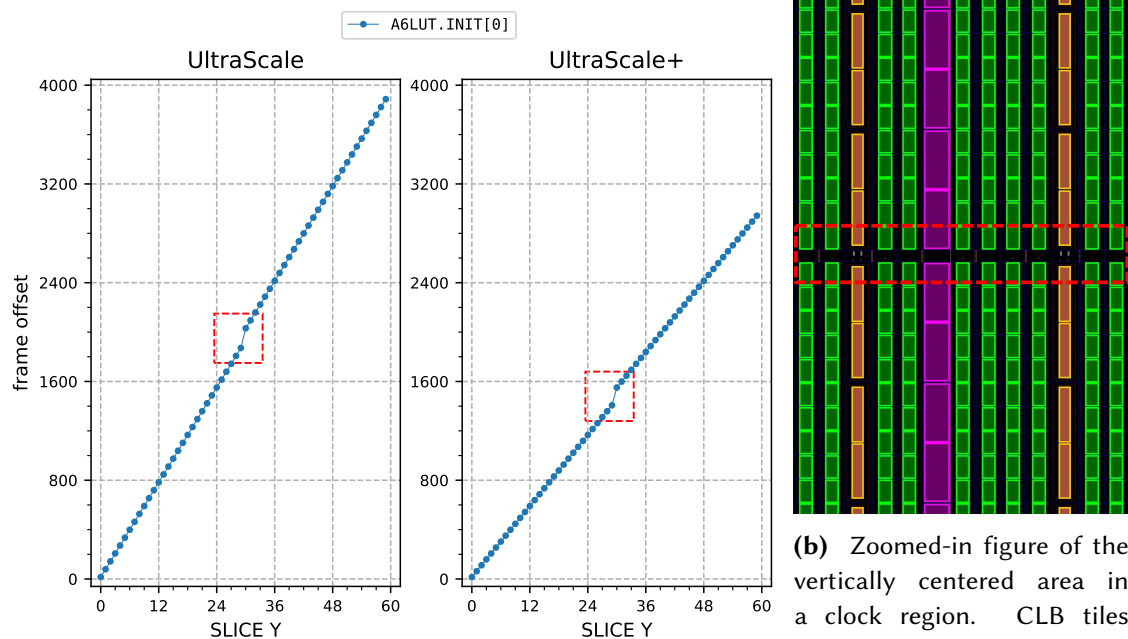 A6LUT.INIT[0]
UltraScale
UltraScale+
4000
3200
2400
1600
800
0
frame offset
0 12 24 36 48 60
SLICE Y
4000
3200
2400
1600
800
0
0 12 24 36 48 60
SLICE Y
(b) Zoomed-in figure of the
vertically centered area in
a clock region. CLB tiles